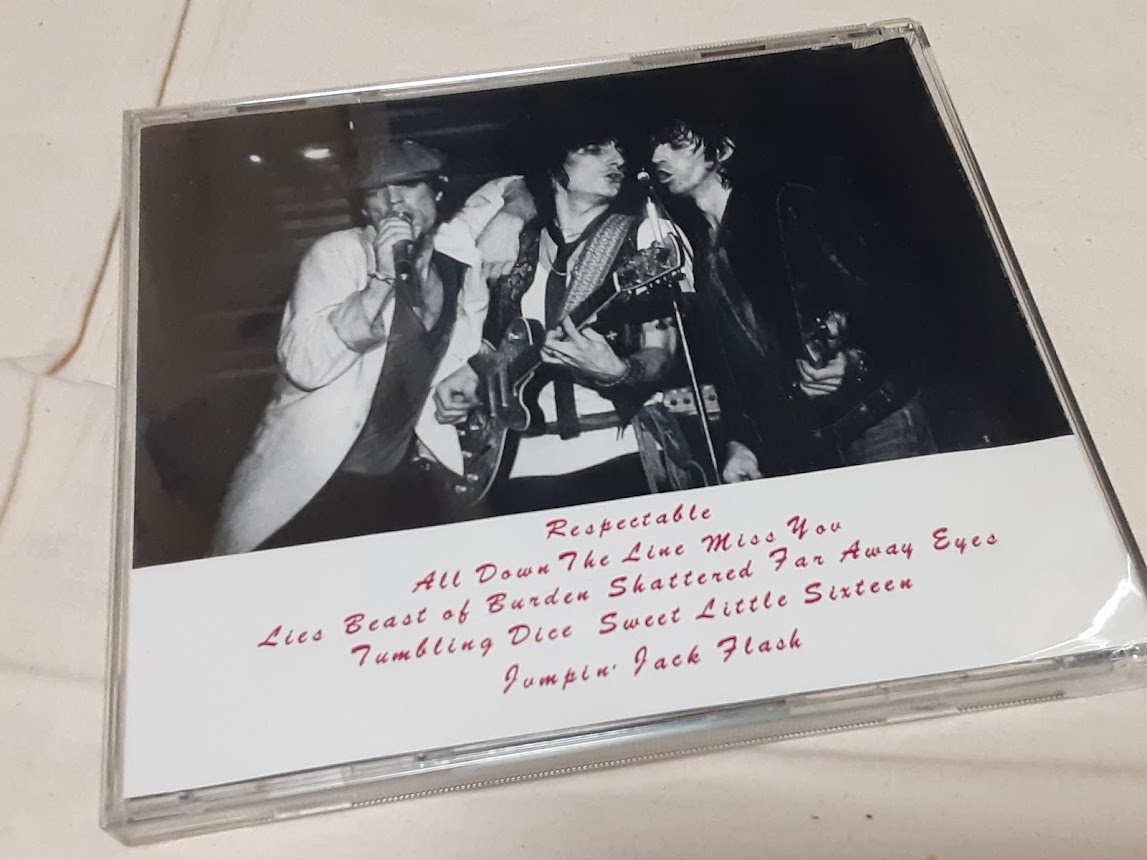 Respectable
All Down The Line Miss You
Lies Beast of Burden Shattered Far Away Eyes
Tumbling Dice Sweet Little Sixteen
Jumpin' Jack Flash